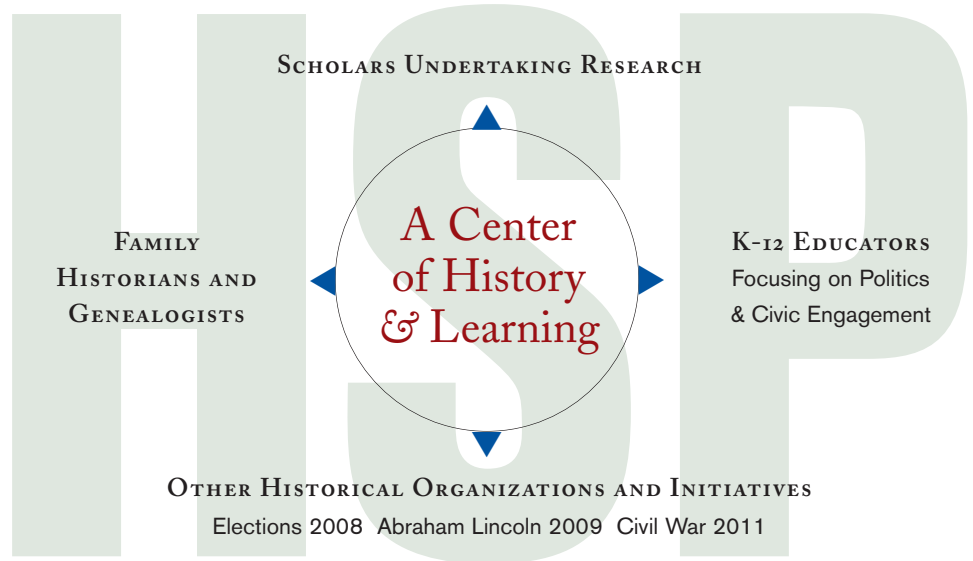 HSP
Scholars Undertaking Research
Family
Historians and
Genealogists
A Center
of History
& Learning
K-12 Educators
Focusing on Politics
& Civic Engagement
Other Historical Organizations and Initiatives
Elections 2008 Abraham Lincoln 2009 Civil War 2011